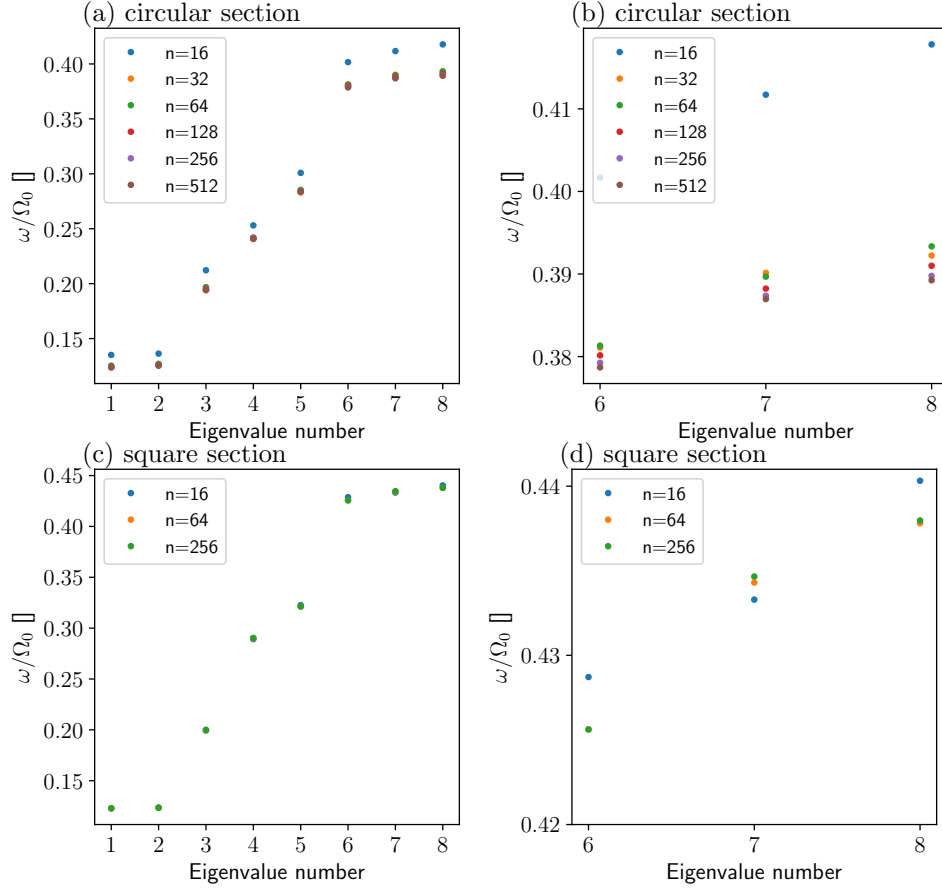 (a) circular section
n=16
n=32
n=64
n=128
n=256
n=512
0.40
0.35
0.30
0.25
0.20
0.15
ω/Ω₀ []
1 2 3 4 5 6 7 8
Eigenvalue number
(b) circular section
n=16
n=32
n=64
n=128
n=256
n=512
0.41
0.40
0.39
0.38
ω/Ω₀ []
6 7 8
Eigenvalue number
(c) square section
n=16
n=64
n=256
0.45
0.40
0.35
0.30
0.25
0.20
0.15
ω/Ω₀ []
1 2 3 4 5 6 7 8
Eigenvalue number
(d) square section
n=16
n=64
n=256
0.44
0.43
0.42
ω/Ω₀ []
6 7 8
Eigenvalue number